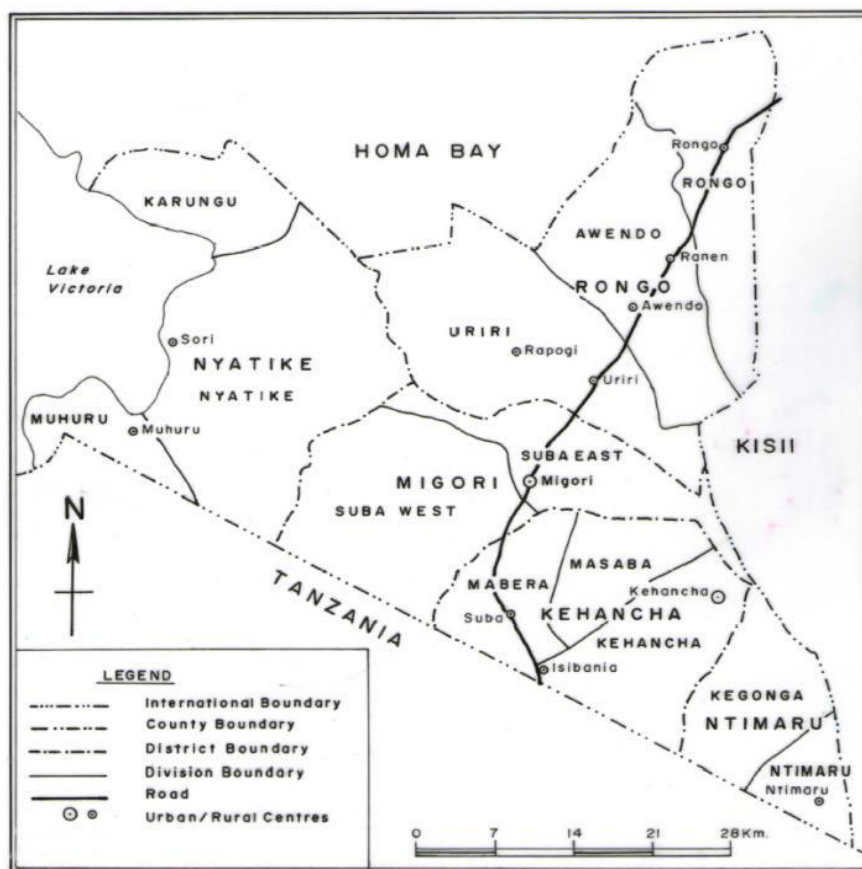 HOMA BAY
Rongo
RONGO
KARUNGU
AWENDO
Ranen
Lake
Victoria
RONGO
Awendo
Sori
URIRI
Rapogi
NYATIKE
NYATIKE
Uriri
MUHURU
Muhuru
SUBA EAST
KISII
MIGORI
Migori
SUBA WEST
N
MASABA
TANZANIA
MABERA
Kehancha
Suba
KEHANCHA
KEHANCHA
Isibania
KEGONGA
NTIMARU
NTIMARU
Ntimaru
LEGEND
International Boundary
County Boundary
District Boundary
Division Boundary
Road
Urban/Rural Centres
0 7 14 21 28 Km.